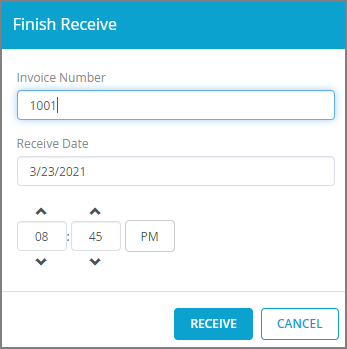 Finish Receive
Invoice Number
1001
Receive Date
3/23/2021
08 : 45 PM
RECEIVE CANCEL